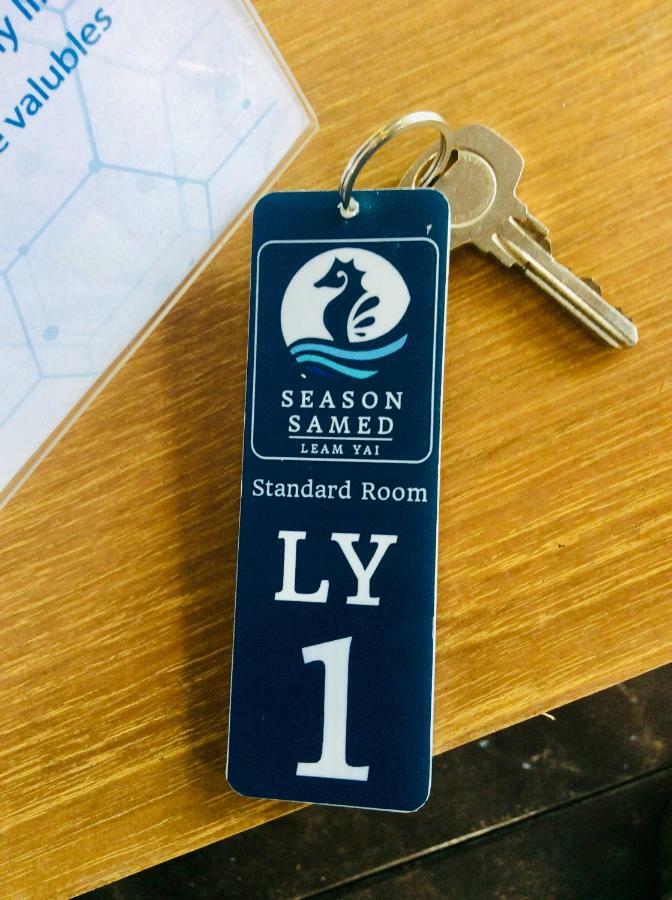 valubles
SEASON
SAMED
LEAM YAI
Standard Room
LY
1